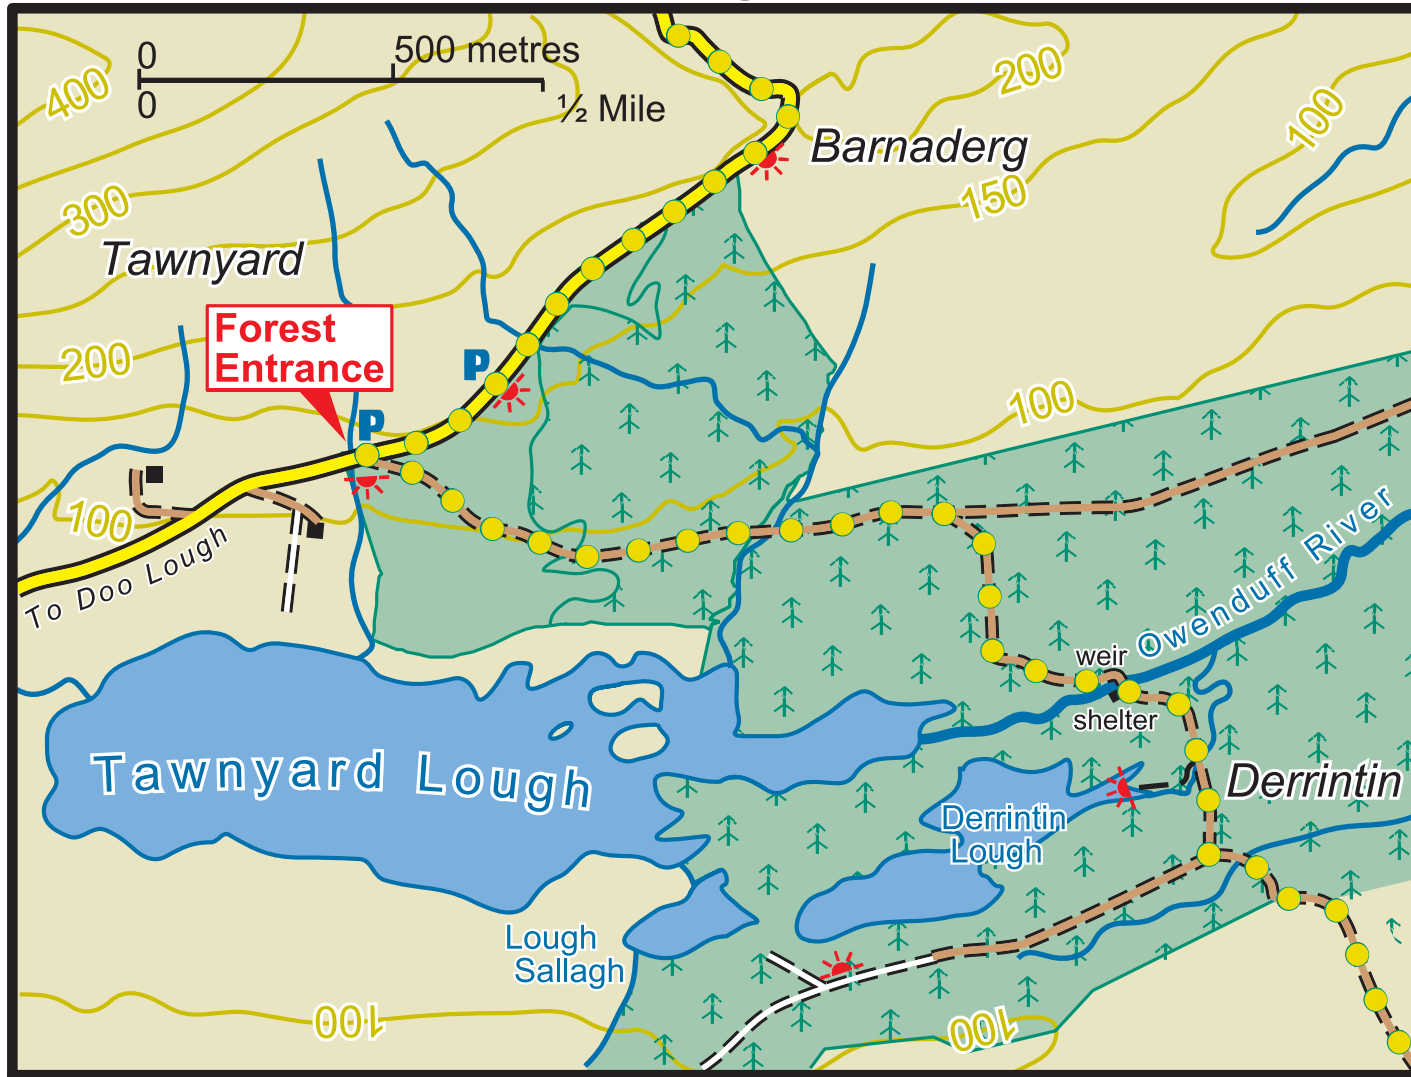 0
500 metres
0
½ Mile
400
200
100
Barnaderg
300
150
Tawnyard
Forest
Entrance
200
P
100
P
100
To Doo Lough
Owenduff River
weir
shelter
Tawnyard Lough
Derrintin
Derrintin
Lough
Lough
Sallagh
100
100